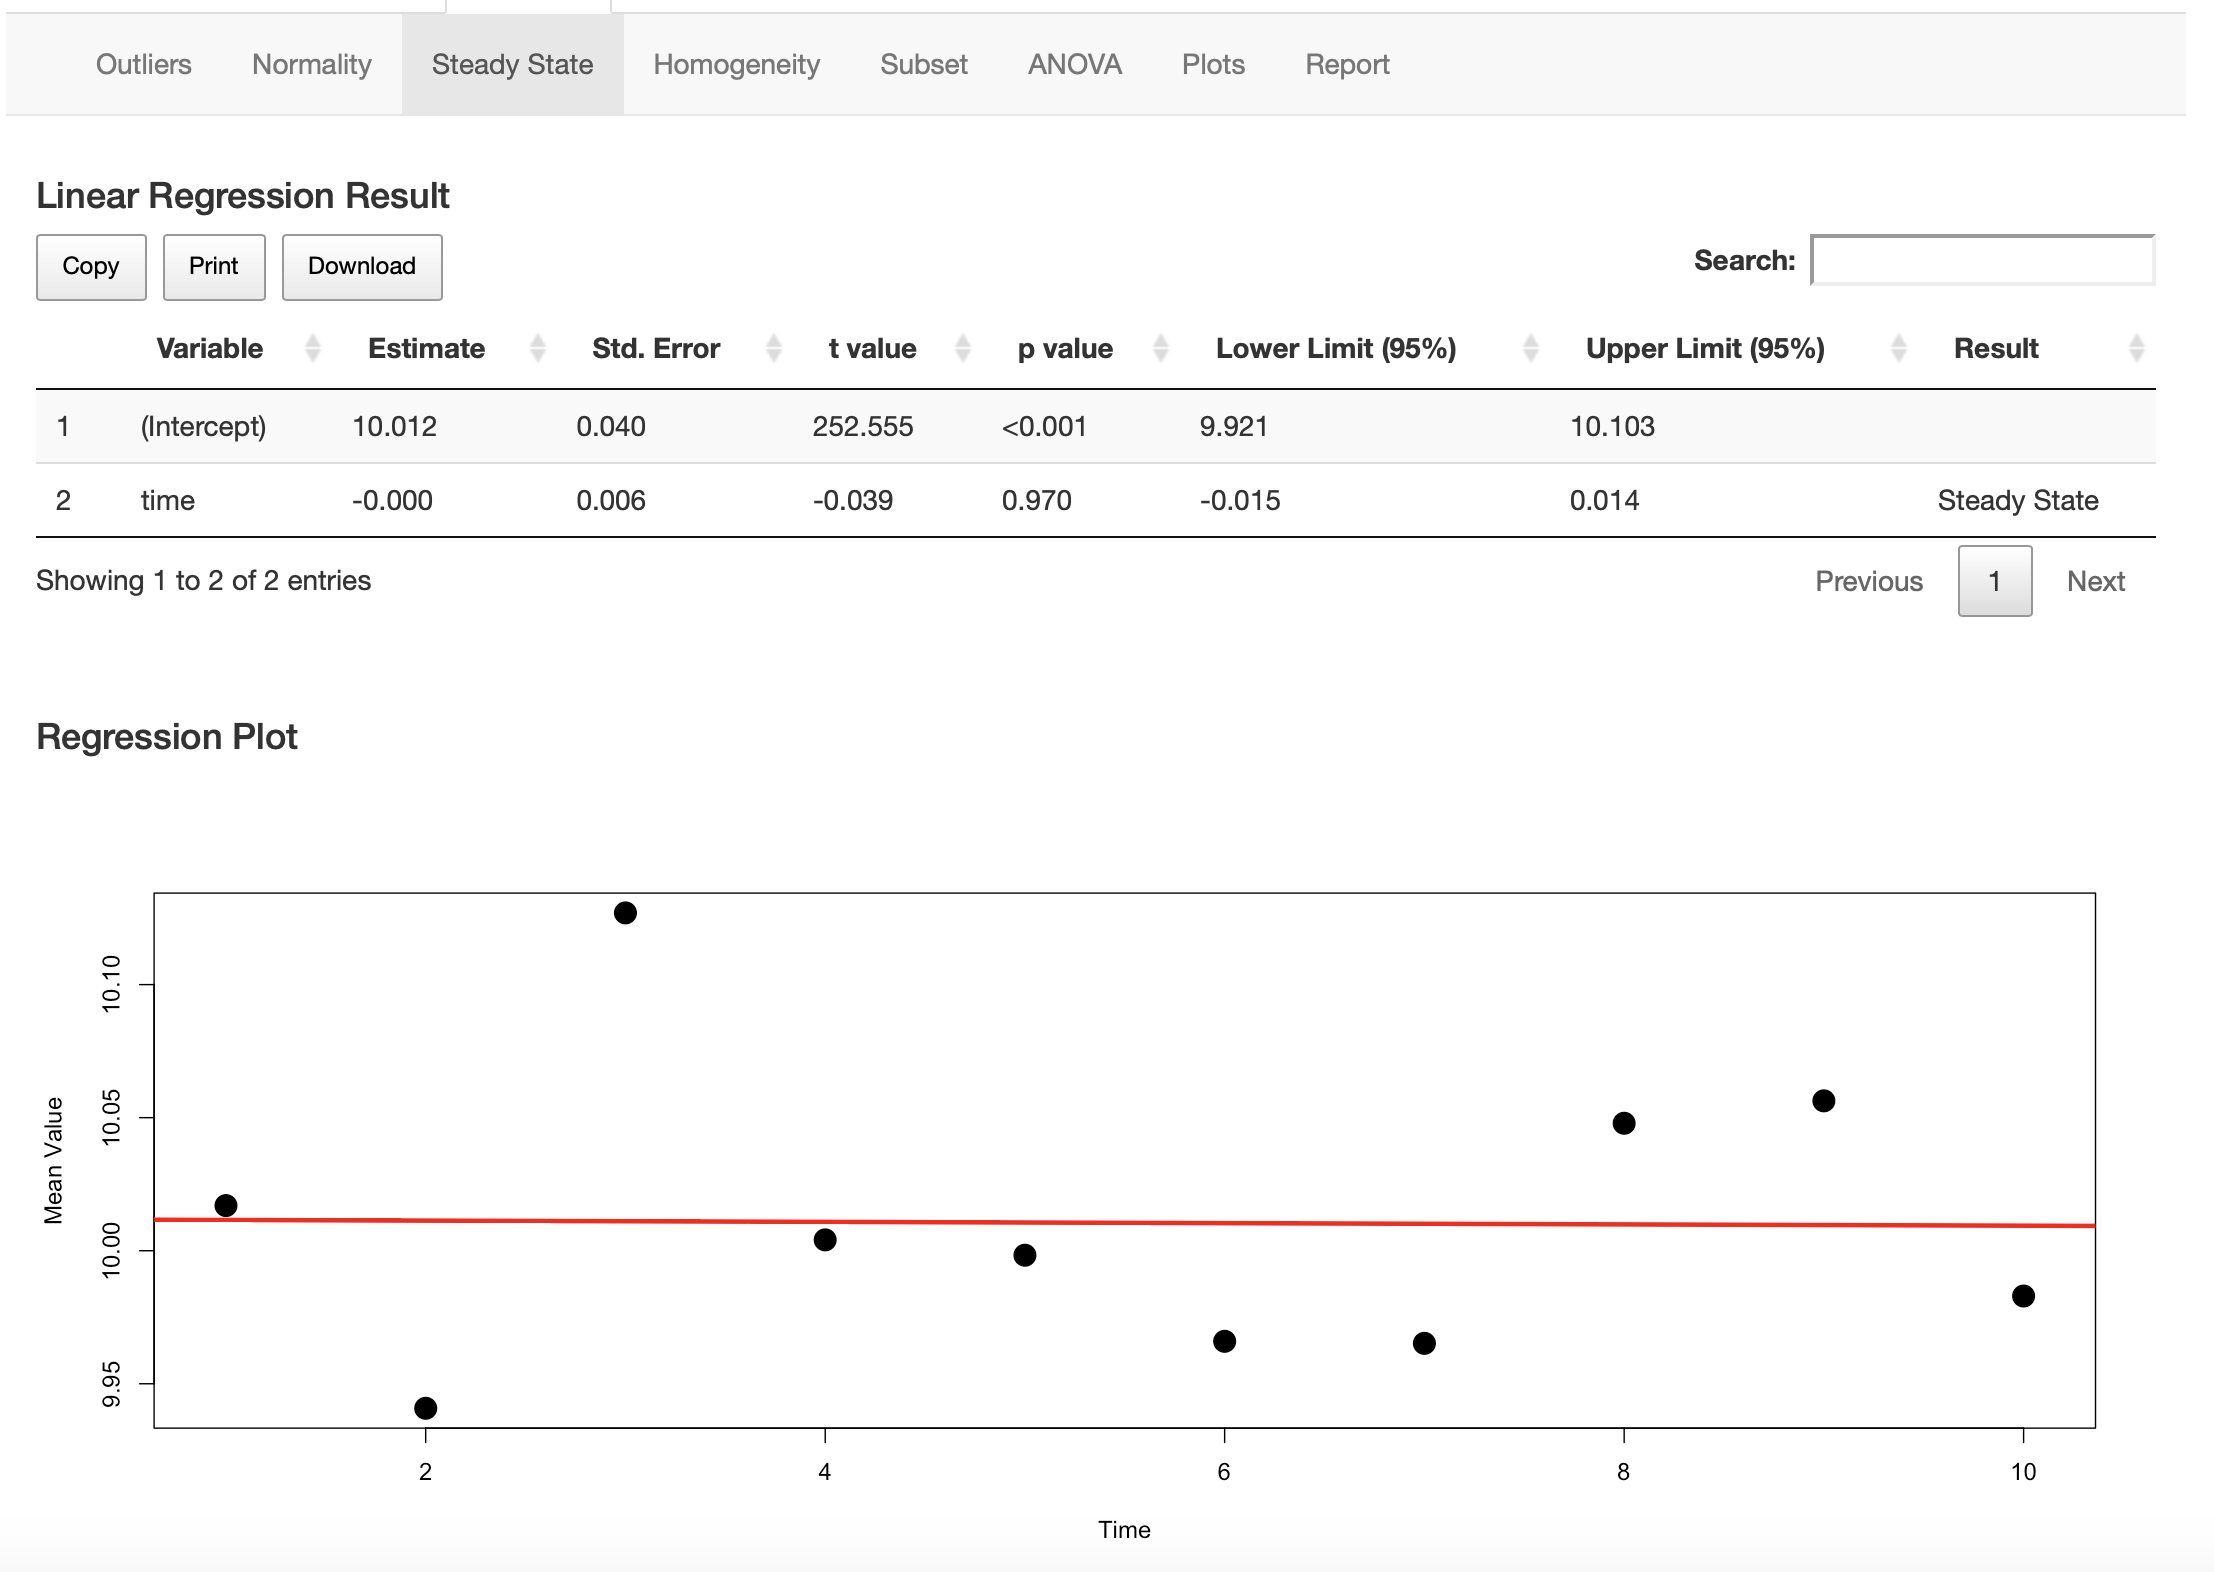 Outliers Normality Steady State Homogeneity Subset ANOVA Plots Report
Linear Regression Result
Copy Print Download Search:
Variable Estimate Std. Error t value p value Lower Limit (95%) Upper Limit (95%) Result
1 (Intercept) 10.012 0.040 252.555 <0.001 9.921 10.103
2 time -0.000 0.006 -0.039 0.970 -0.015 0.014 Steady State
Showing 1 to 2 of 2 entries Previous 1 Next
Regression Plot
Mean Value
10.10
10.05
10.00
9.95
2 4 6 8 10
Time